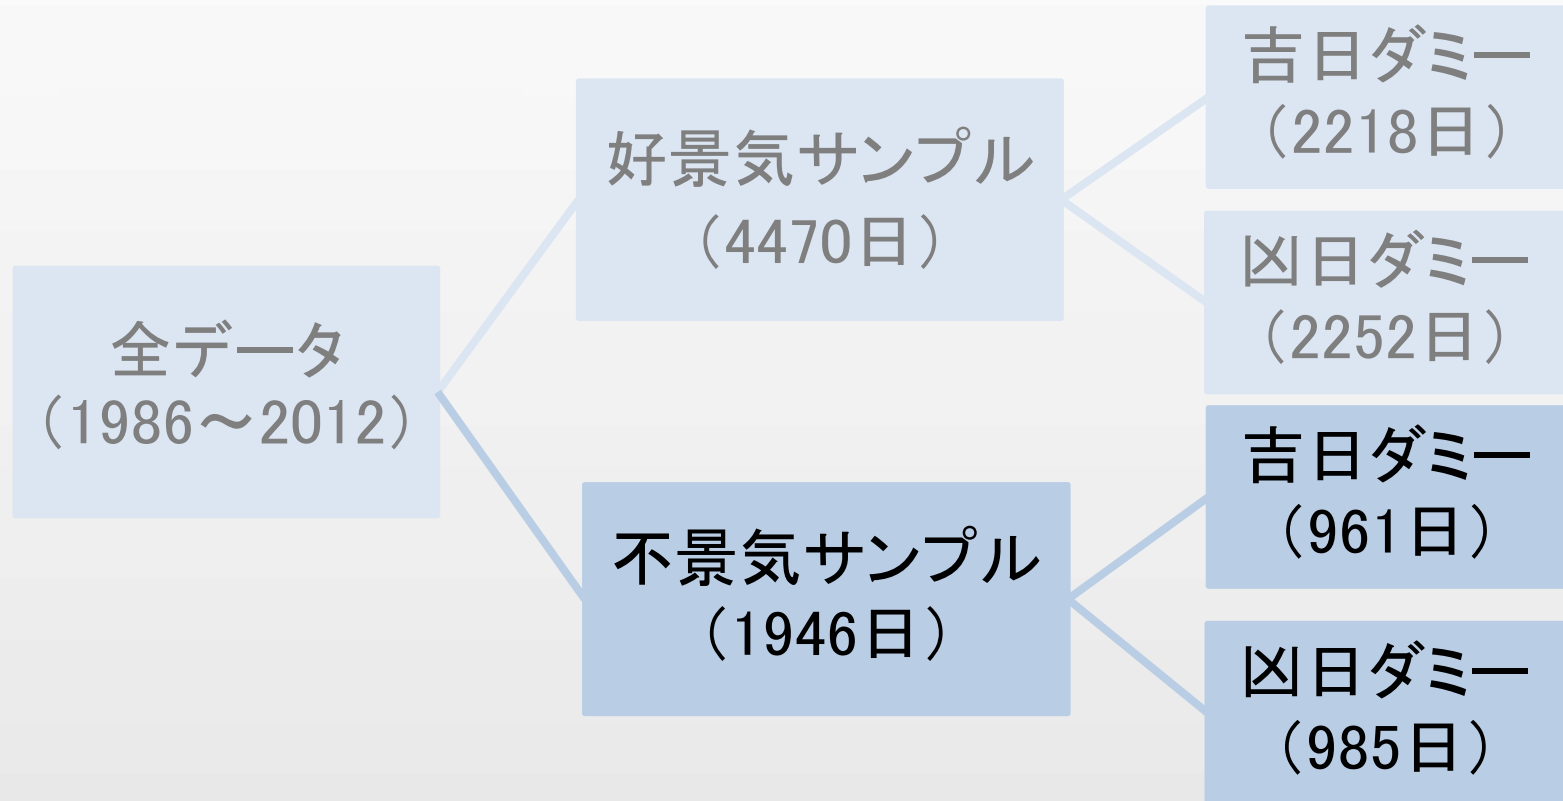 全データ
（1986～2012）
好景気サンプル
（4470日）
吉日ダミー
（2218日）
凶日ダミー
（2252日）
不景気サンプル
（1946日）
吉日ダミー
（961日）
凶日ダミー
（985日）